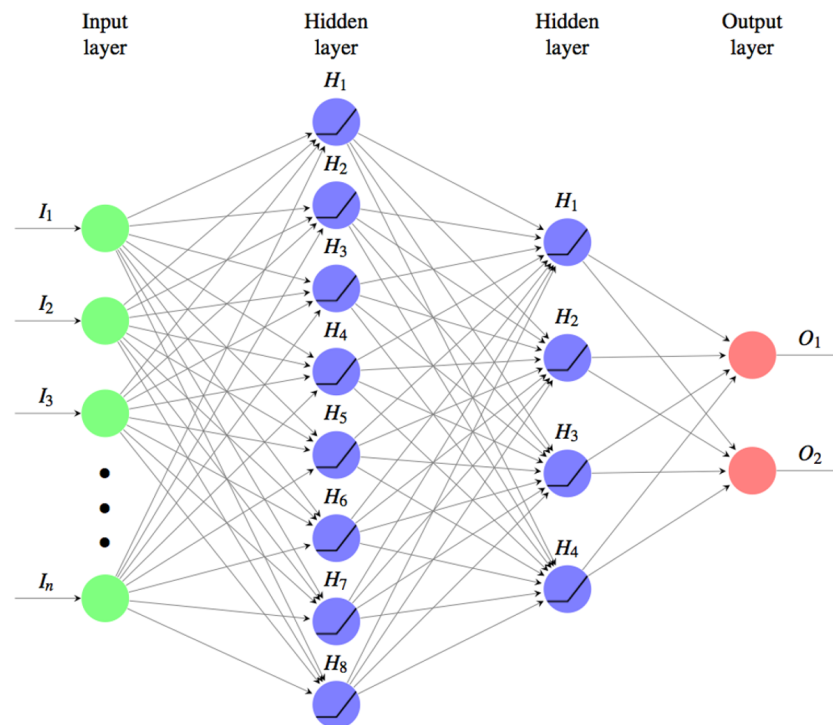 Input
layer
Hidden
layer
Hidden
layer
Output
layer
H₁
H₂
H₃
H₄
H₅
H₆
H₇
H₈
I₁
I₂
I₃
Iₙ
H₁
H₂
H₃
H₄
O₁
O₂